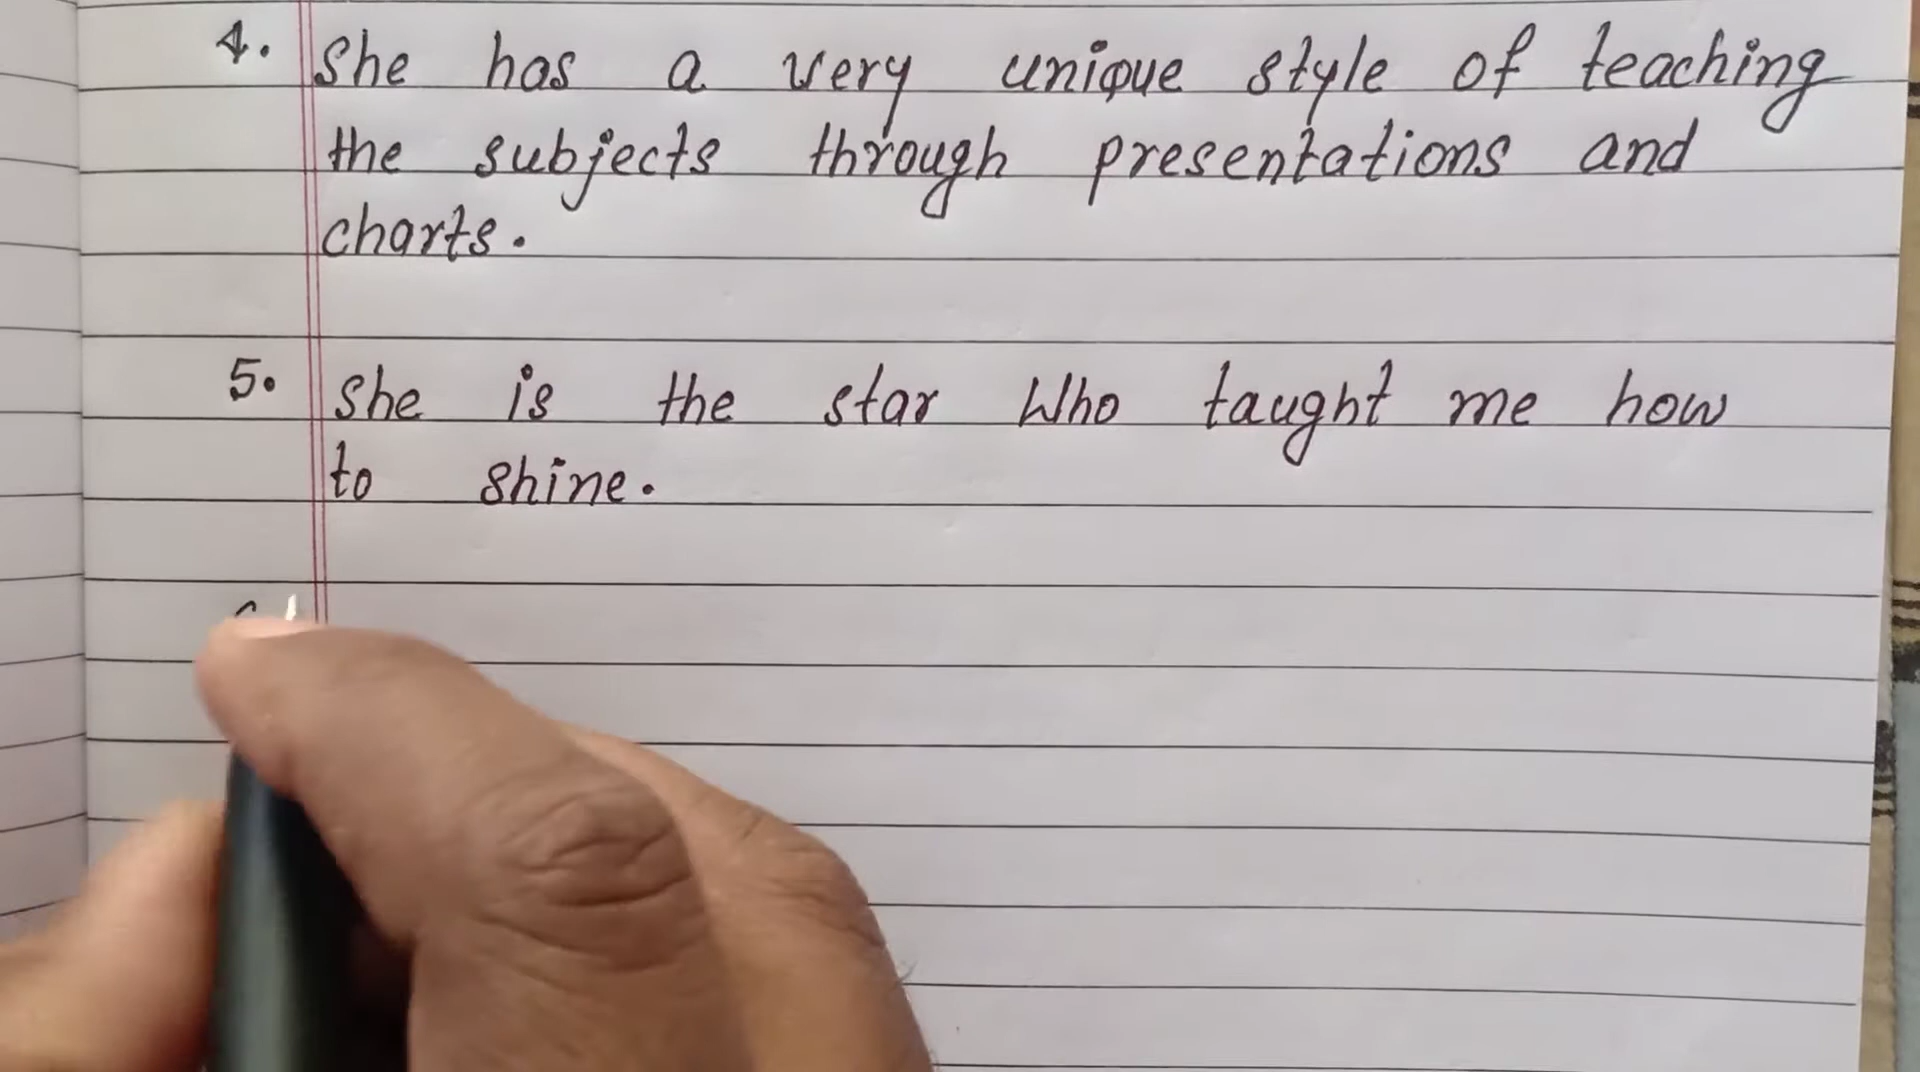 4. She has a very unique style of teaching
the subjects through presentations and
charts.
5. She is the star Who taught me how
to shine.